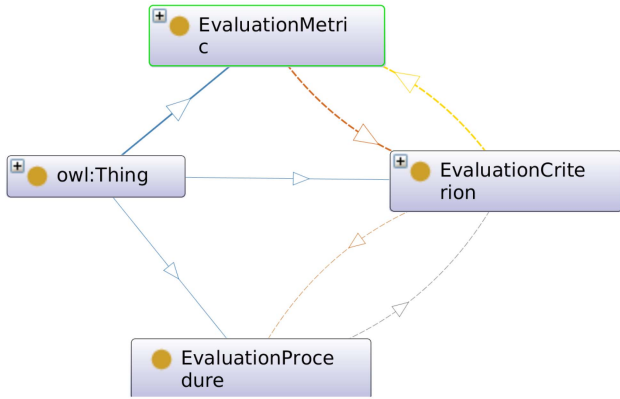 EvaluationMetri
c
owl:Thing
EvaluationCrite
rion
EvaluationProce
dure